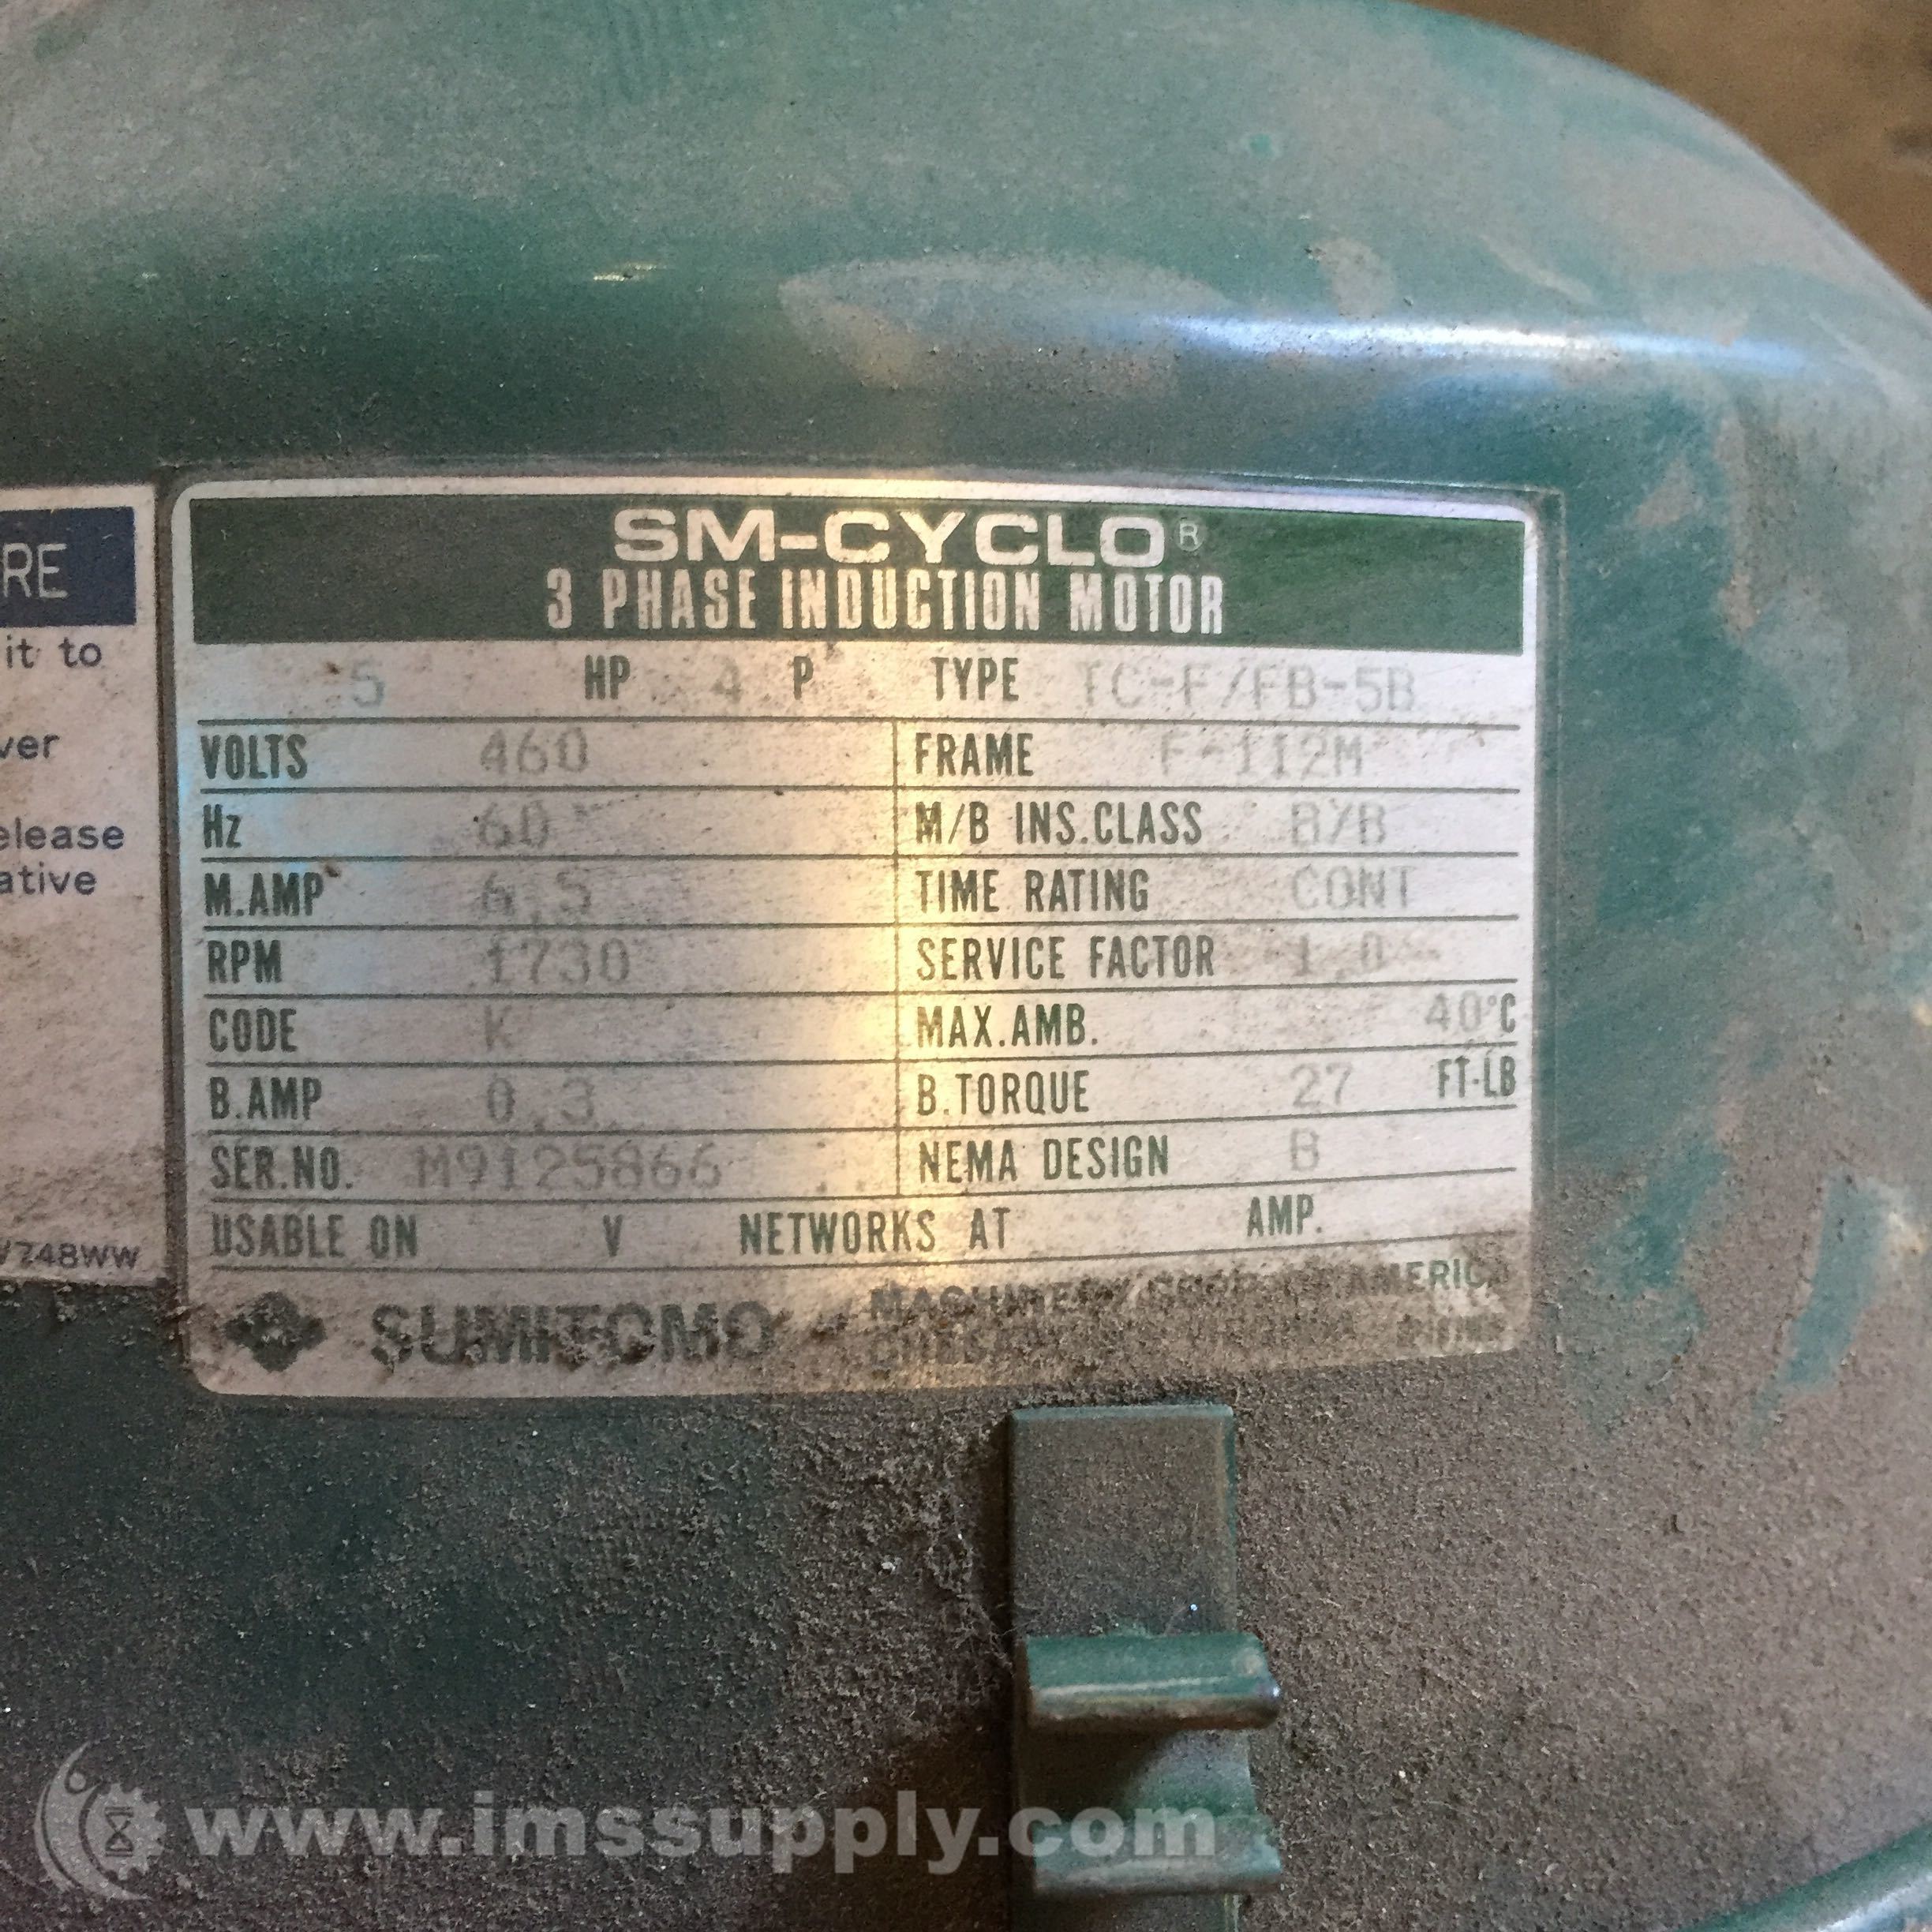 RE
it to
ver
elease
ative
V748WW
SM-CYCLO®
3 PHASE INDUCTION MOTOR
5 HP 4 P TYPE TC-F/FB-5B
VOLTS 460 FRAME F-112M
Hz 60 M/B INS.CLASS B/B
M.AMP 6.5 TIME RATING CONT
RPM 1730 SERVICE FACTOR 1.0
CODE K MAX.AMB. 40°C
B.AMP 0.3 B.TORQUE 27 FT-LB
SER.NO. M9125866 NEMA DESIGN B
USABLE ON V NETWORKS AT AMP.
SUMITOMO MACHINERY AMERICA
www.imssupply.com